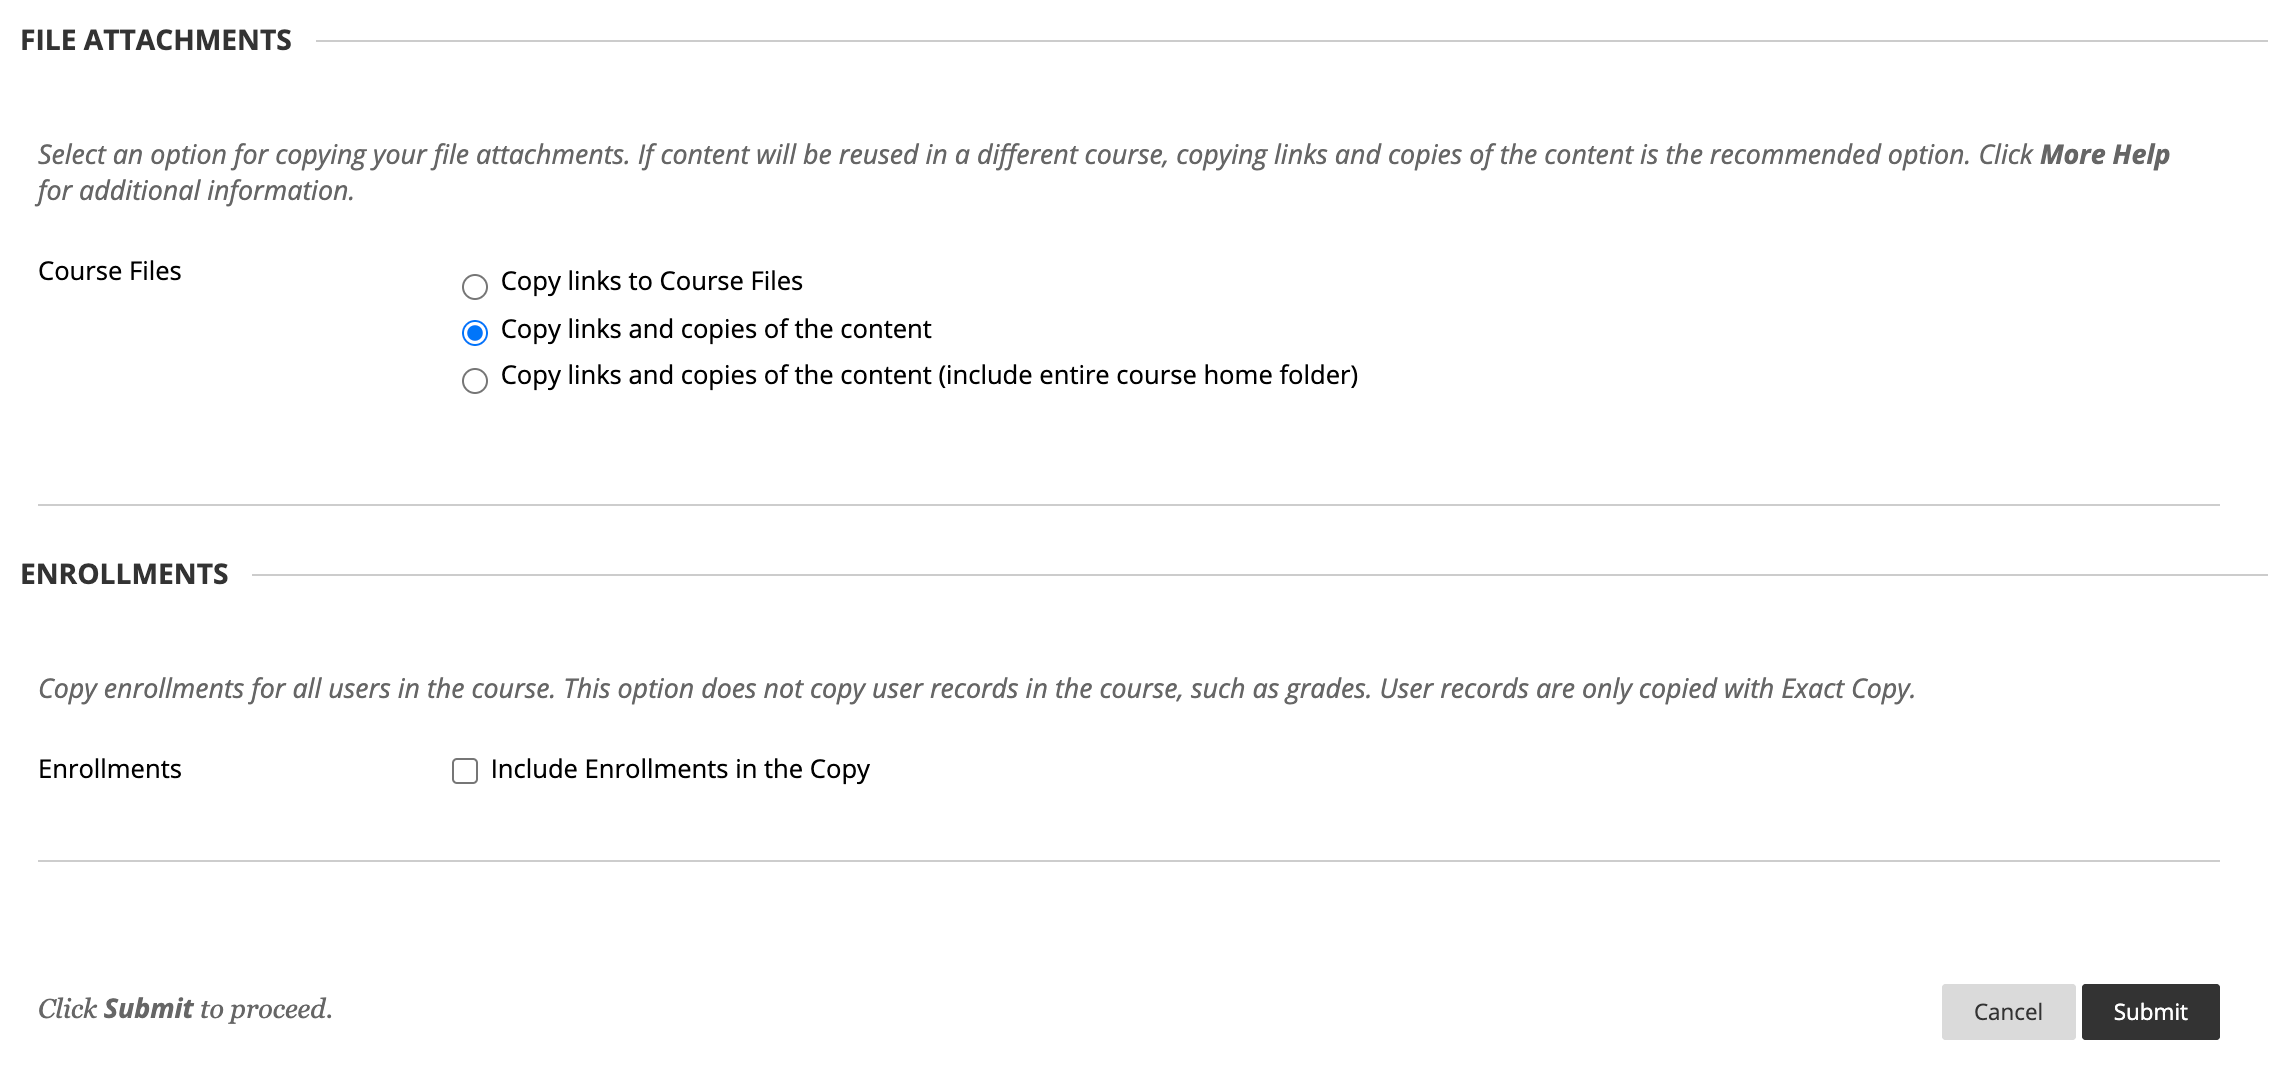 FILE ATTACHMENTS
Select an option for copying your file attachments. If content will be reused in a different course, copying links and copies of the content is the recommended option. Click More Help
for additional information.
Course Files
Copy links to Course Files
Copy links and copies of the content
Copy links and copies of the content (include entire course home folder)
ENROLLMENTS
Copy enrollments for all users in the course. This option does not copy user records in the course, such as grades. User records are only copied with Exact Copy.
Enrollments
Include Enrollments in the Copy
Click Submit to proceed.
Cancel
Submit